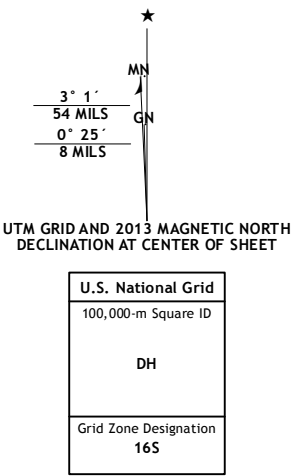 ★
MN
3° 1´
54 MILS
GN
0° 25´
8 MILS
UTM GRID AND 2013 MAGNETIC NORTH
DECLINATION AT CENTER OF SHEET
U.S. National Grid
100,000-m Square ID
DH
Grid Zone Designation
16S